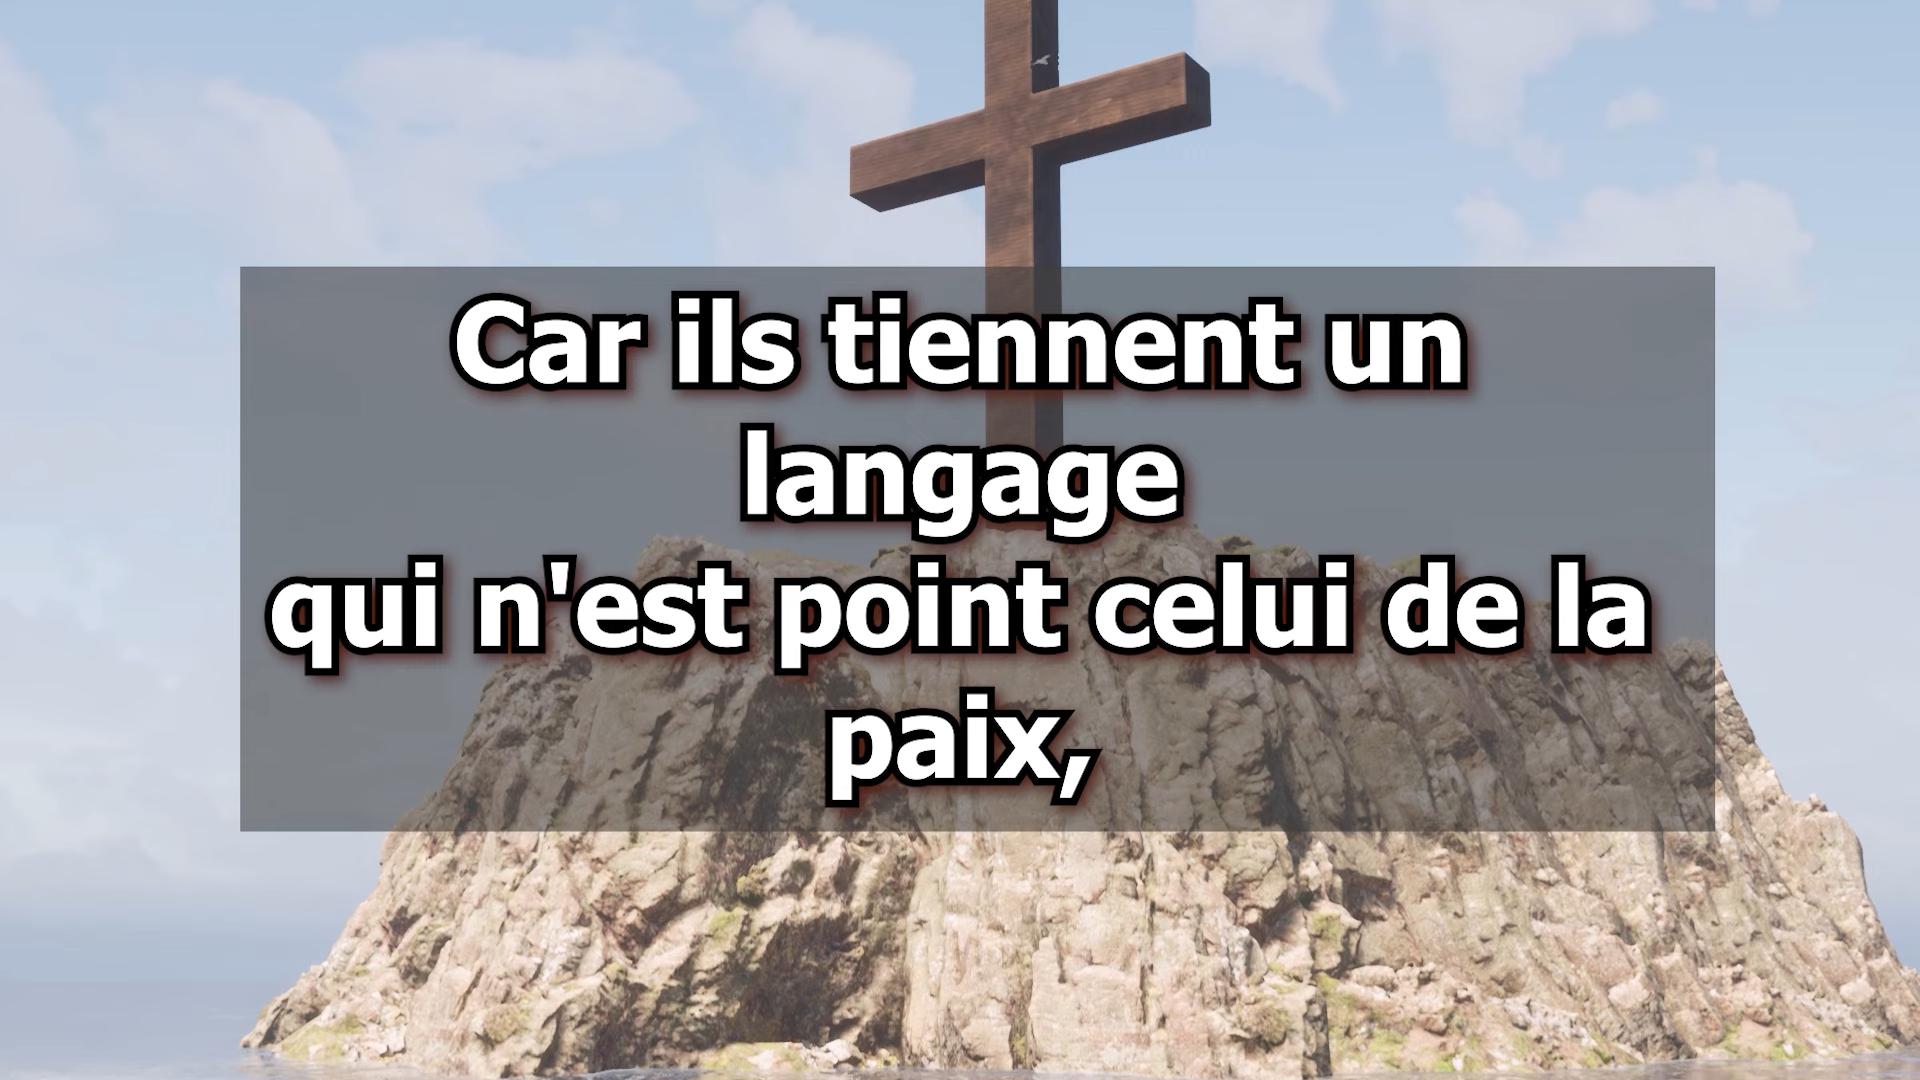 Car ils tiennent un
langage
qui n'est point celui de la
paix,